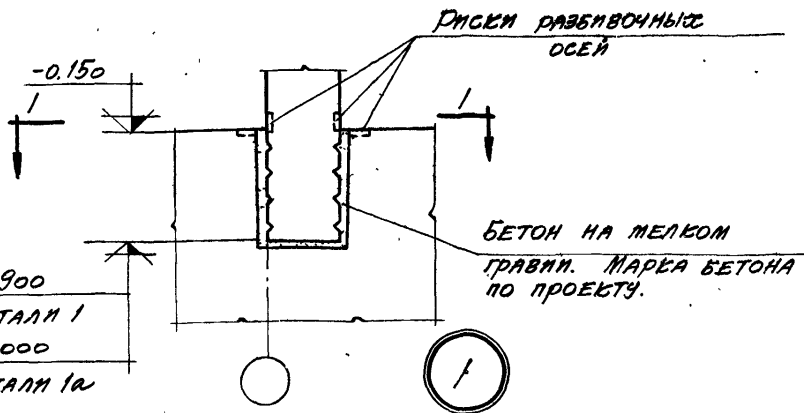 Риски разбивочных
осей
-0.150
1 1
Бетон на мелком
гравии. Марка бетона
по проекту.
900
тали 1
000
тали 1а
1